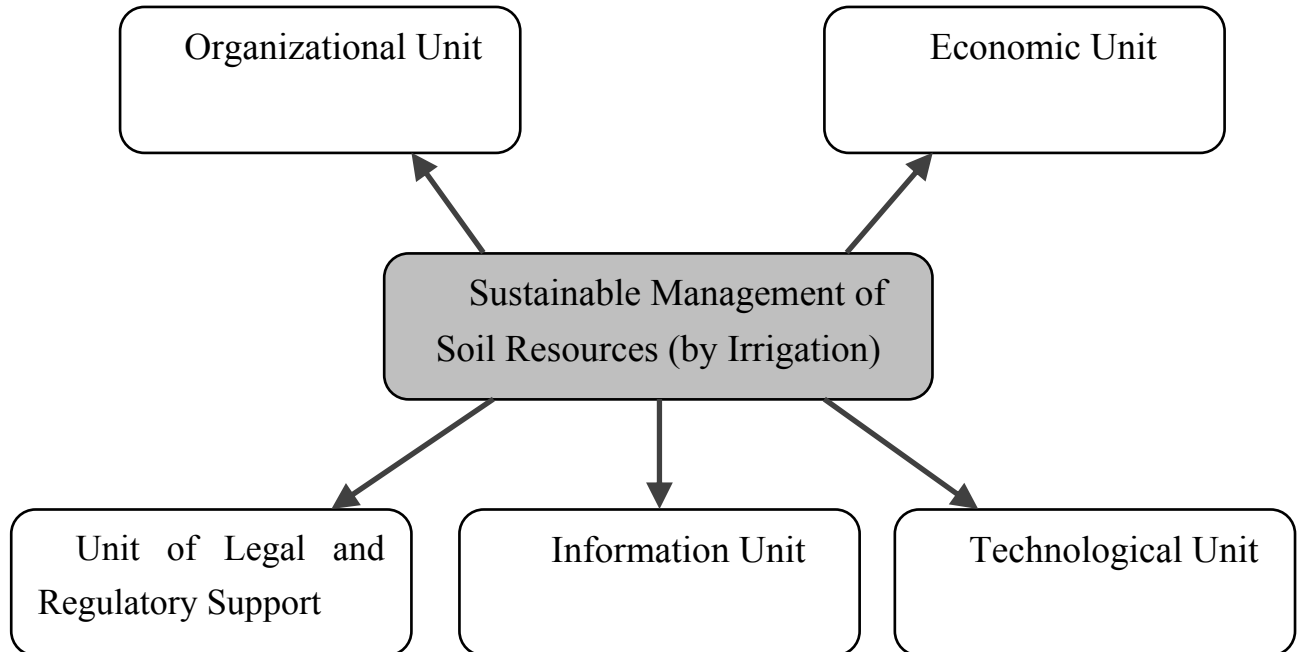 Organizational Unit
Economic Unit
Sustainable Management of
Soil Resources (by Irrigation)
Unit of Legal and
Regulatory Support
Information Unit
Technological Unit